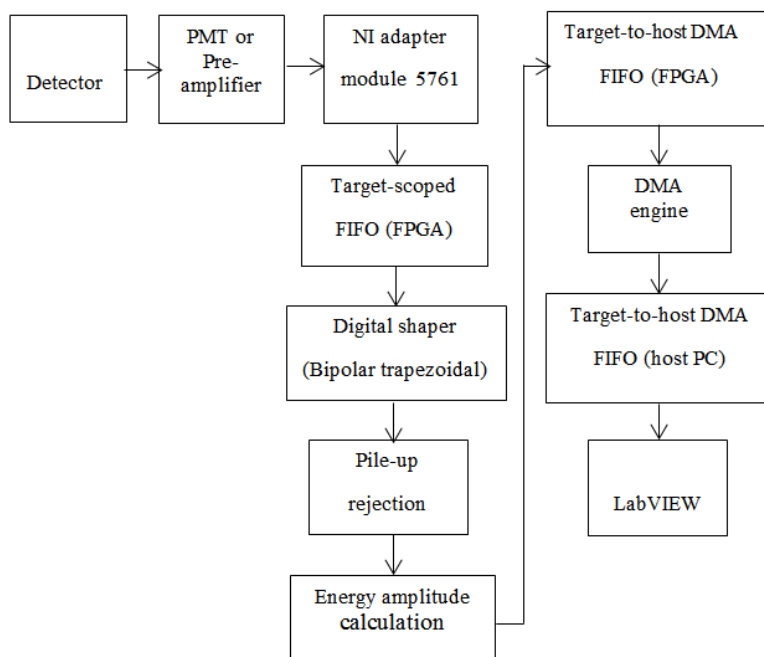 Detector
PMT or
Pre-
amplifier
NI adapter
module 5761
Target-scoped
FIFO (FPGA)
Digital shaper
(Bipolar trapezoidal)
Pile-up
rejection
Energy amplitude
calculation
Target-to-host DMA
FIFO (FPGA)
DMA
engine
Target-to-host DMA
FIFO (host PC)
LabVIEW